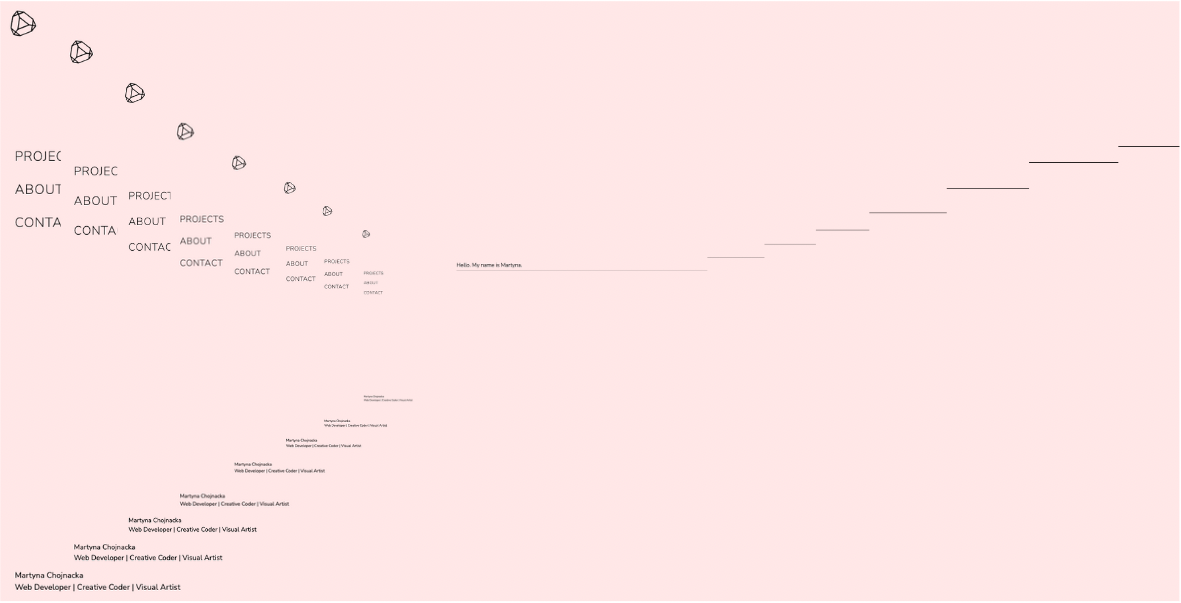 PROJEC
ABOUT
CONTA
PROJEC
ABOUT
CONTA
PROJECT
ABOUT
CONTAC
PROJECTS
ABOUT
CONTACT
PROJECTS
ABOUT
CONTACT
PROJECTS
ABOUT
CONTACT
PROJECTS
ABOUT
CONTACT
PROJECTS
ABOUT
CONTACT
Hello. My name is Martyna.
Martyna Chojnacka
Web Developer | Creative Coder | Visual Artist
Martyna Chojnacka
Web Developer | Creative Coder | Visual Artist
Martyna Chojnacka
Web Developer | Creative Coder | Visual Artist
Martyna Chojnacka
Web Developer | Creative Coder | Visual Artist
Martyna Chojnacka
Web Developer | Creative Coder | Visual Artist
Martyna Chojnacka
Web Developer | Creative Coder | Visual Artist
Martyna Chojnacka
Web Developer | Creative Coder | Visual Artist
Martyna Chojnacka
Web Developer | Creative Coder | Visual Artist